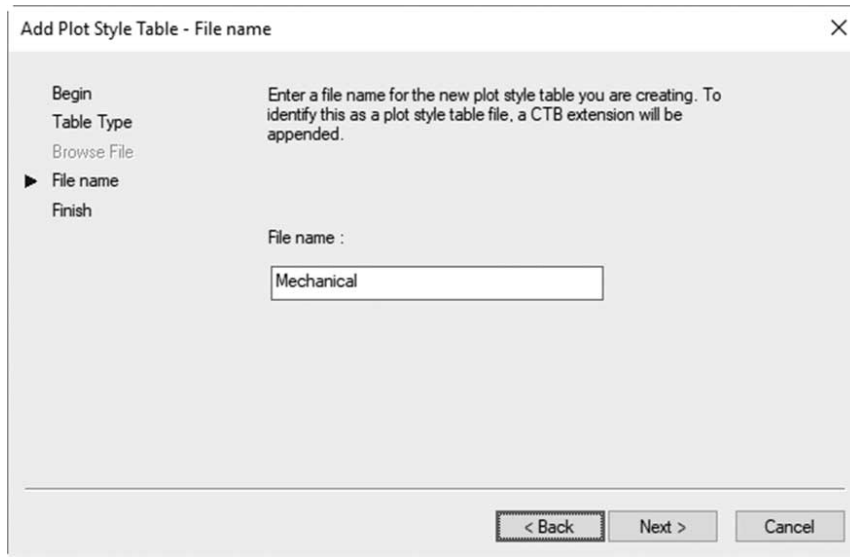 Add Plot Style Table - File name
Begin
Table Type
Browse File
File name
Finish
Enter a file name for the new plot style table you are creating. To
identify this as a plot style table file, a CTB extension will be
appended.
File name :
Mechanical
< Back
Next >
Cancel